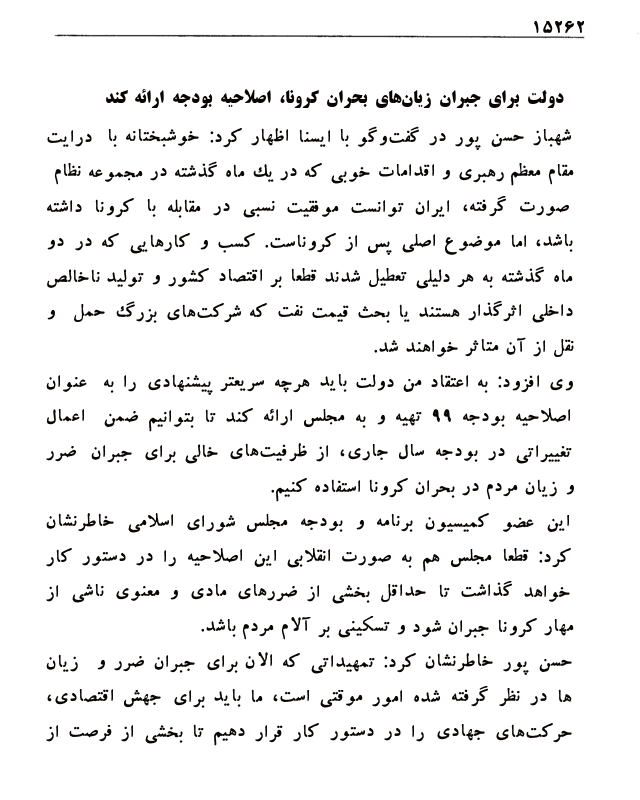 ۱۵۲۶۲
دولت برای جبران زیان‌های بحران کرونا، اصلاحیه بودجه ارائه کند
شهباز حسن پور در گفت‌وگو با ایسنا اظهار کرد: خوشبختانه با درایت
مقام معظم رهبری و اقدامات خوبی که در یك ماه گذشته در مجموعه نظام
صورت گرفته، ایران توانست موفقیت نسبی در مقابله با کرونا داشته
باشد، اما موضوع اصلی پس از کروناست. کسب و کارهایی که در دو
ماه گذشته به هر دلیلی تعطیل شدند قطعا بر اقتصاد کشور و تولید ناخالص
داخلی اثرگذار هستند یا بحث قیمت نفت که شرکت‌های بزرگ حمل و
نقل از آن متاثر خواهند شد.
وی افزود: به اعتقاد من دولت باید هرچه سریعتر پیشنهادی را به عنوان
اصلاحیه بودجه ۹۹ تهیه و به مجلس ارائه کند تا بتوانیم ضمن اعمال
تغییراتی در بودجه سال جاری، از ظرفیت‌های خالی برای جبران ضرر
و زیان مردم در بحران کرونا استفاده کنیم.
این عضو کمیسیون برنامه و بودجه مجلس شورای اسلامی خاطرنشان
کرد: قطعا مجلس هم به صورت انقلابی این اصلاحیه را در دستور کار
خواهد گذاشت تا حداقل بخشی از ضررهای مادی و معنوی ناشی از
مهار کرونا جبران شود و تسکینی بر آلام مردم باشد.
حسن پور خاطرنشان کرد: تمهیداتی که الان برای جبران ضرر و زیان
ها در نظر گرفته شده امور موقتی است، ما باید برای جهش اقتصادی،
حرکت‌های جهادی را در دستور کار قرار دهیم تا بخشی از فرصت از